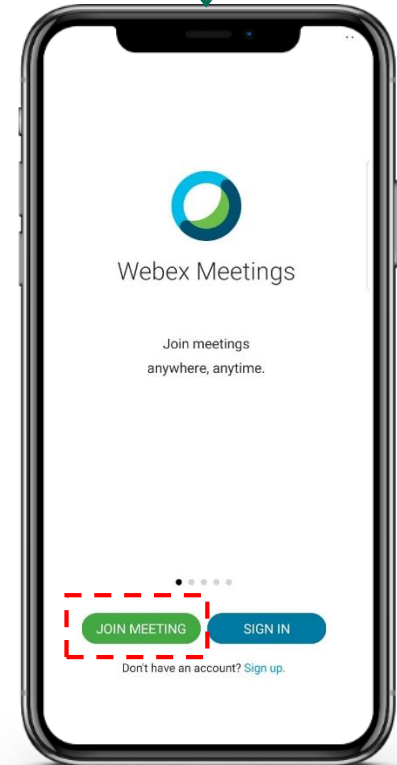 Webex Meetings
Join meetings
anywhere, anytime.
JOIN MEETING
SIGN IN
Don't have an account? Sign up.